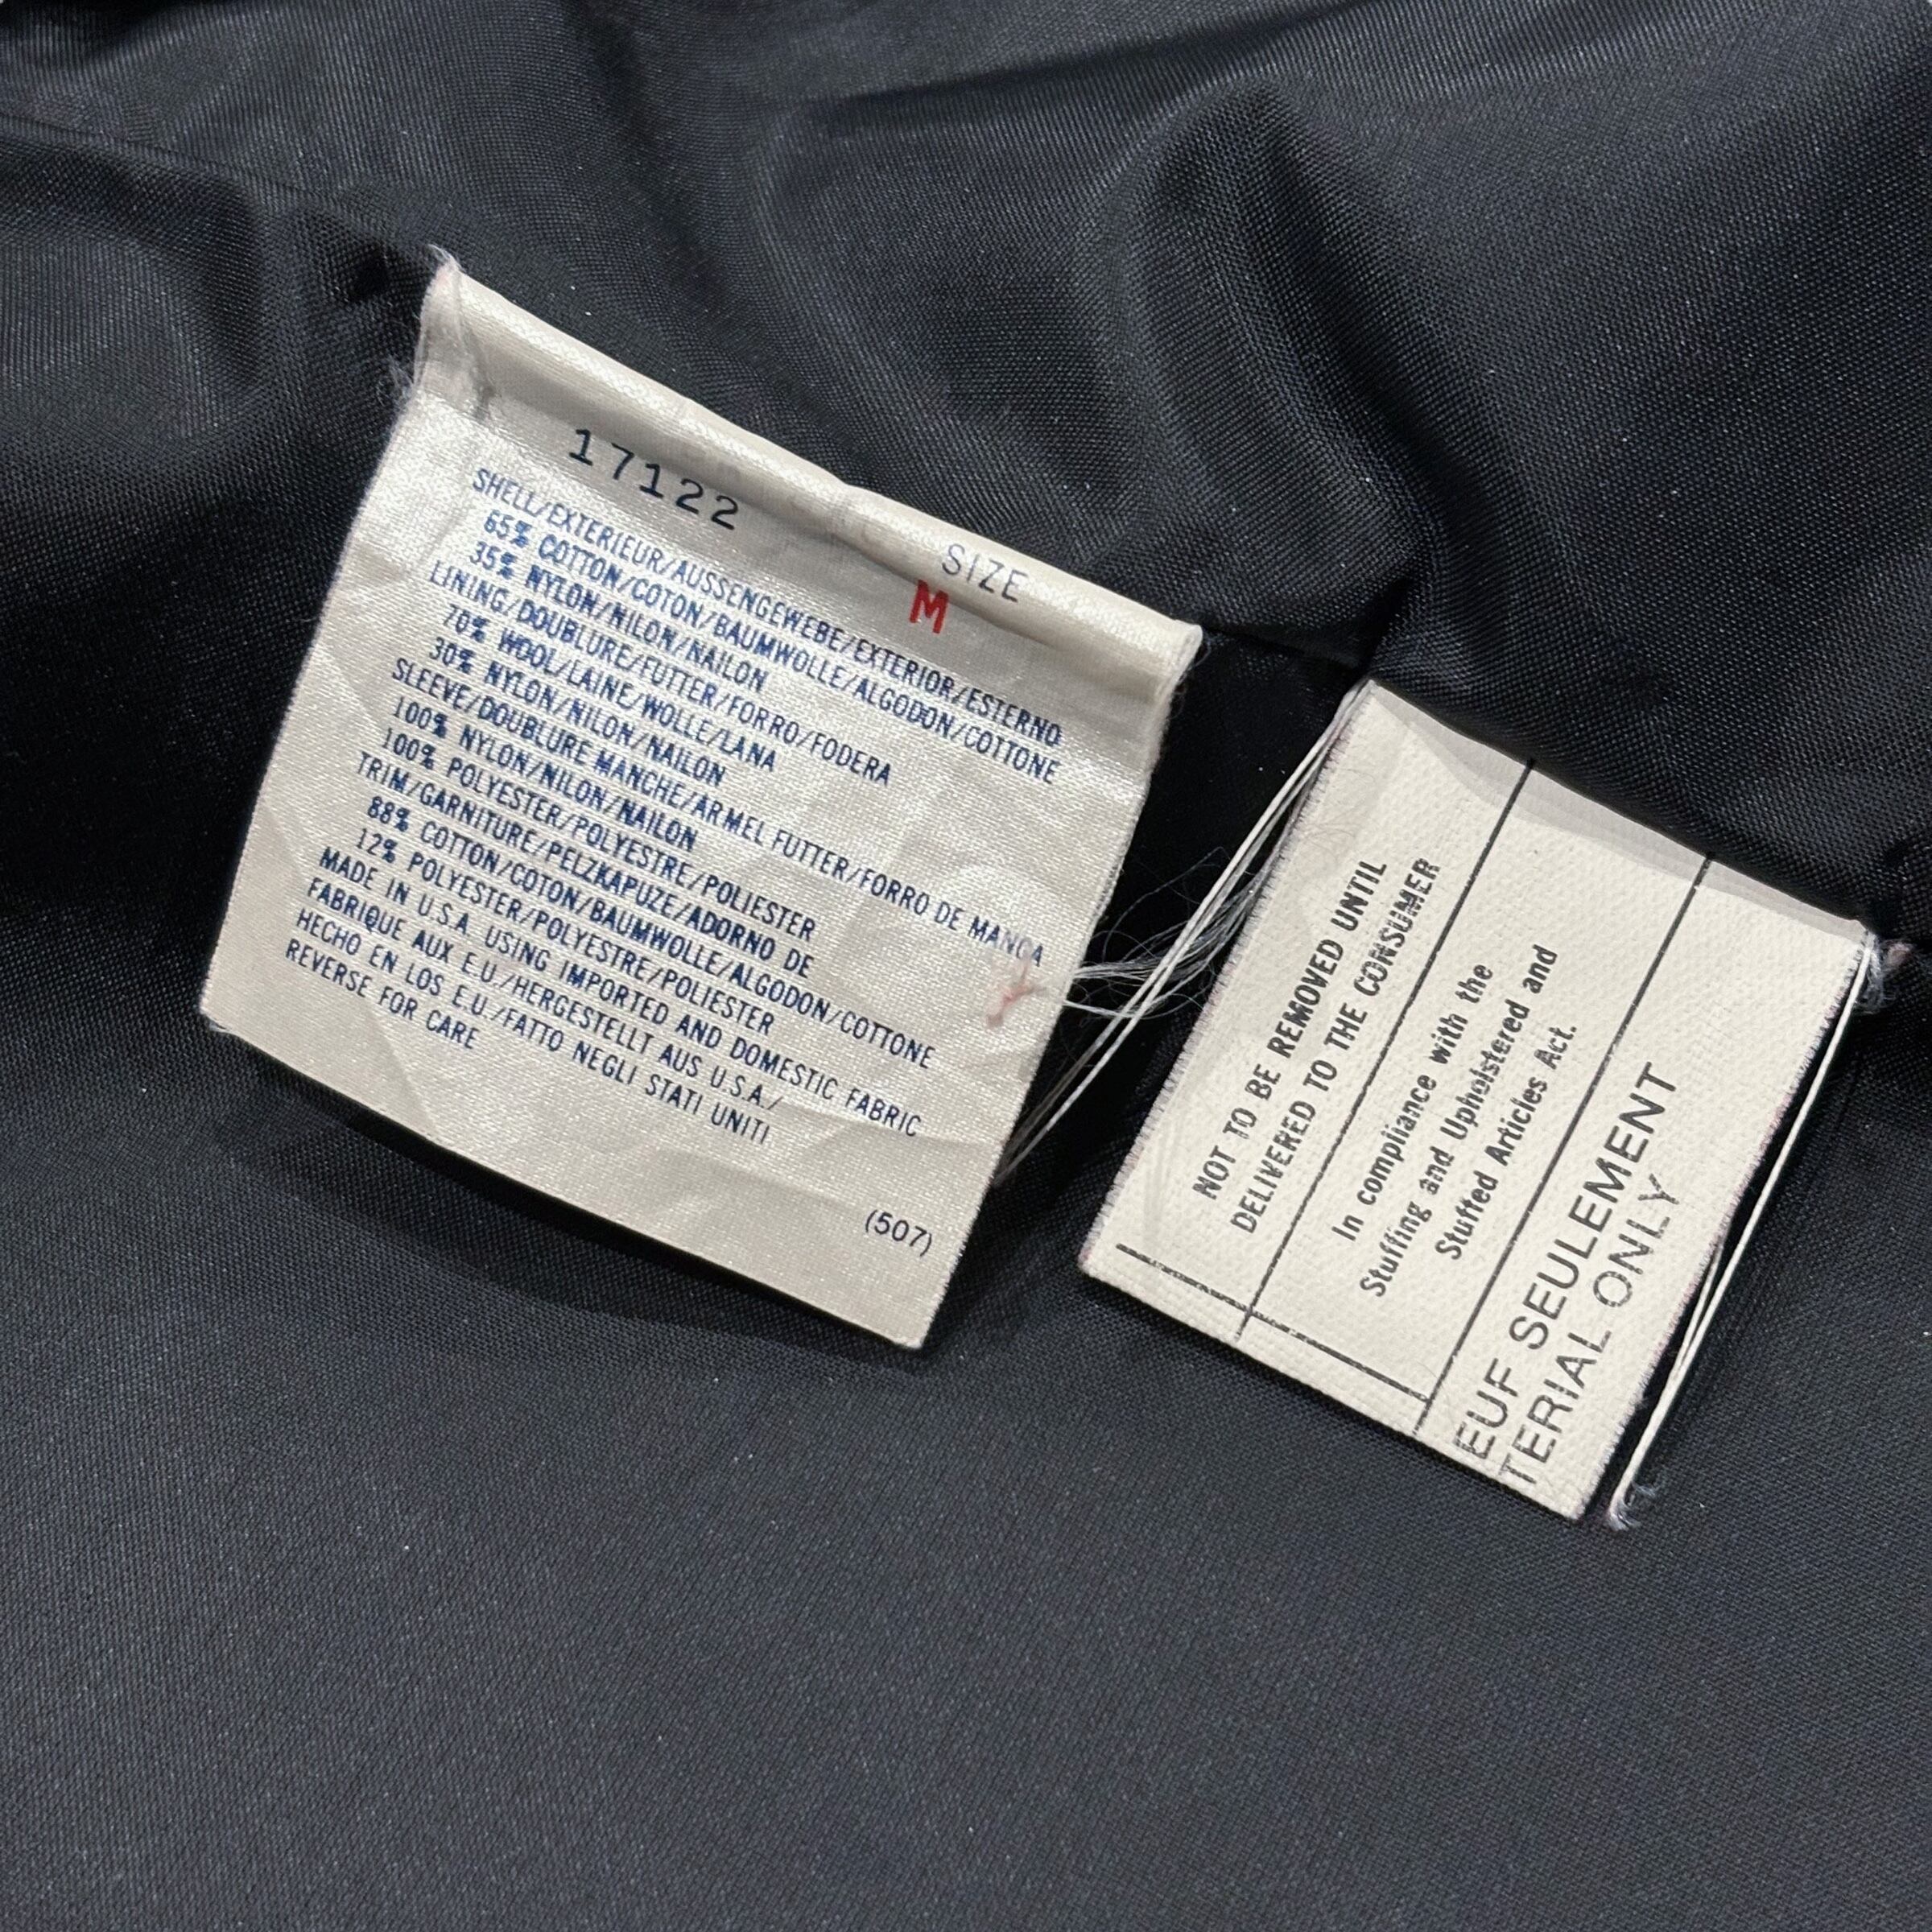 17122
SIZE
M
SHELL/EXTERIEUR/AUSSENGEWEBE/EXTERIOR/ESTERNO
65% COTTON/COTON/BAUMWOLLE/ALGODON/COTTONE
35% NYLON/NILON/NAILON
LINING/DOUBLURE/FUTTER/FORRO/FODERA
70% WOOL/LAINE/WOLLE/LANA
30% NYLON/NILON/NAILON
SLEEVE/DOUBLURE MANCHE/ARMEL FUTTER/FORRO DE MANGA
100% NYLON/NILON/NAILON
100% POLYESTER/POLYESTRE/POLIESTER
TRIM/GARNITURE/PELZKAPUZE/ADORNO DE
88% COTTON/COTON/BAUMWOLLE/ALGODON/COTTONE
12% POLYESTER/POLYESTRE/POLIESTER
MADE IN U.S.A. USING IMPORTED AND DOMESTIC FABRIC
FABRIQUE AUX E.U./HERGESTELLT AUS U.S.A./
HECHO EN LOS E.U./FATTO NEGLI STATI UNITI
REVERSE FOR CARE
(507)
NOT TO BE REMOVED UNTIL
DELIVERED TO THE CONSUMER
In compliance with the
Stuffing and Upholstered and
Stuffed Articles Act.
EUF SEULEMENT
TERIAL ONLY